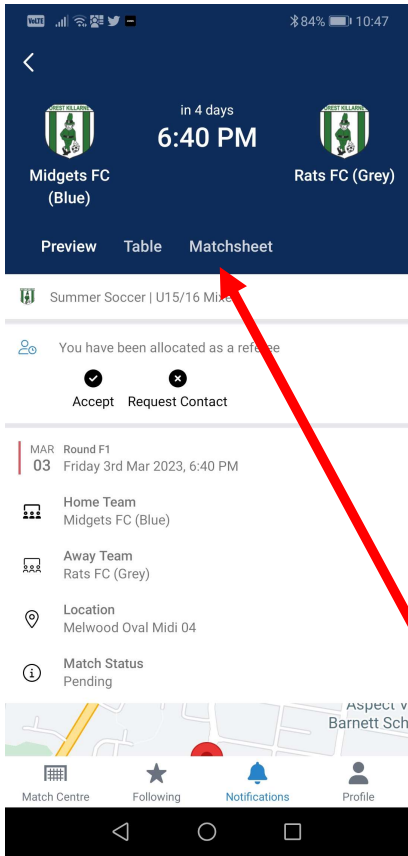 VoLTE 84% 10:47
in 4 days
6:40 PM
Midgets FC
(Blue)
Rats FC (Grey)
Preview Table Matchsheet
Summer Soccer | U15/16
You have been allocated as a referee
Accept Request Contact
MAR Round F1
03 Friday 3rd Mar 2023, 6:40 PM
Home Team
Midgets FC (Blue)
Away Team
Rats FC (Grey)
Location
Melwood Oval Midi 04
Match Status
Pending
Aspect
Barnett Sch
Match Centre Following Notifications Profile